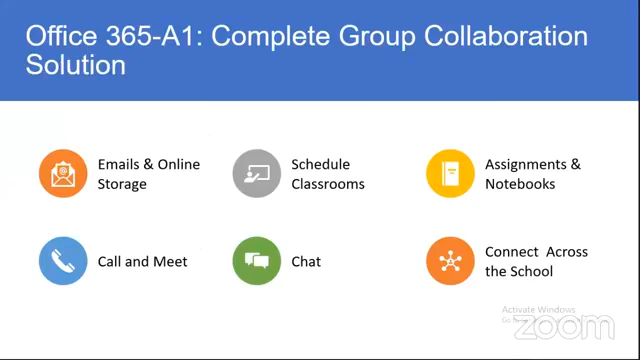 Office 365-A1: Complete Group Collaboration
Solution
Emails & Online
Storage
Schedule
Classrooms
Assignments &
Notebooks
Call and Meet
Chat
Connect Across
the School
Activate Windows
zoom